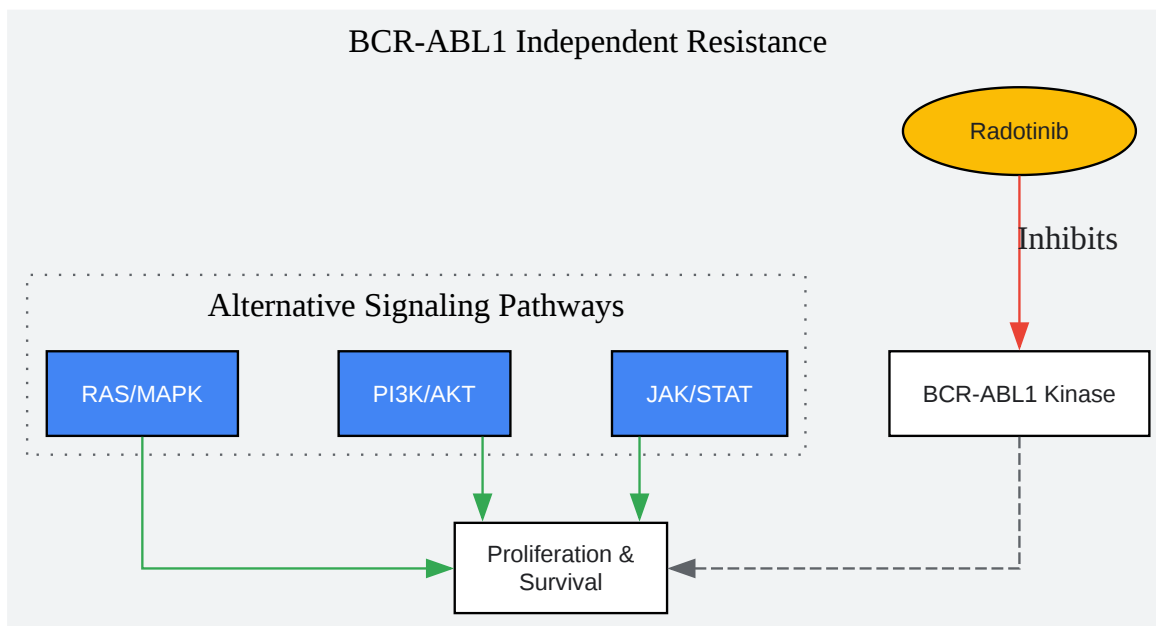 BCR-ABL1 Independent Resistance
Radotinib
Inhibits
Alternative Signaling Pathways
RAS/MAPK
PI3K/AKT
JAK/STAT
BCR-ABL1 Kinase
Proliferation &
Survival